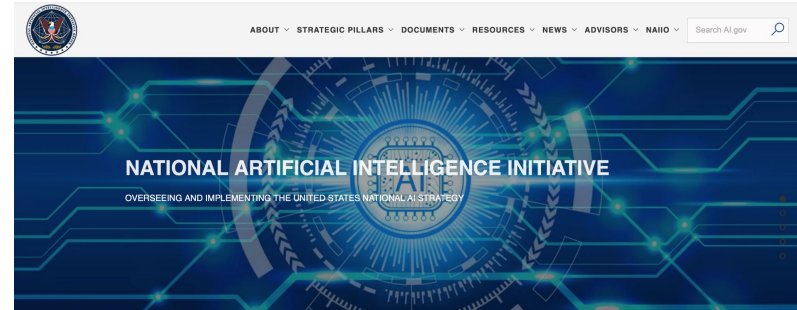 ABOUT STRATEGIC PILLARS DOCUMENTS RESOURCES NEWS ADVISORS NAIIO Search AI.gov
NATIONAL ARTIFICIAL INTELLIGENCE INITIATIVE
AI
OVERSEEING AND IMPLEMENTING THE UNITED STATES NATIONAL AI STRATEGY